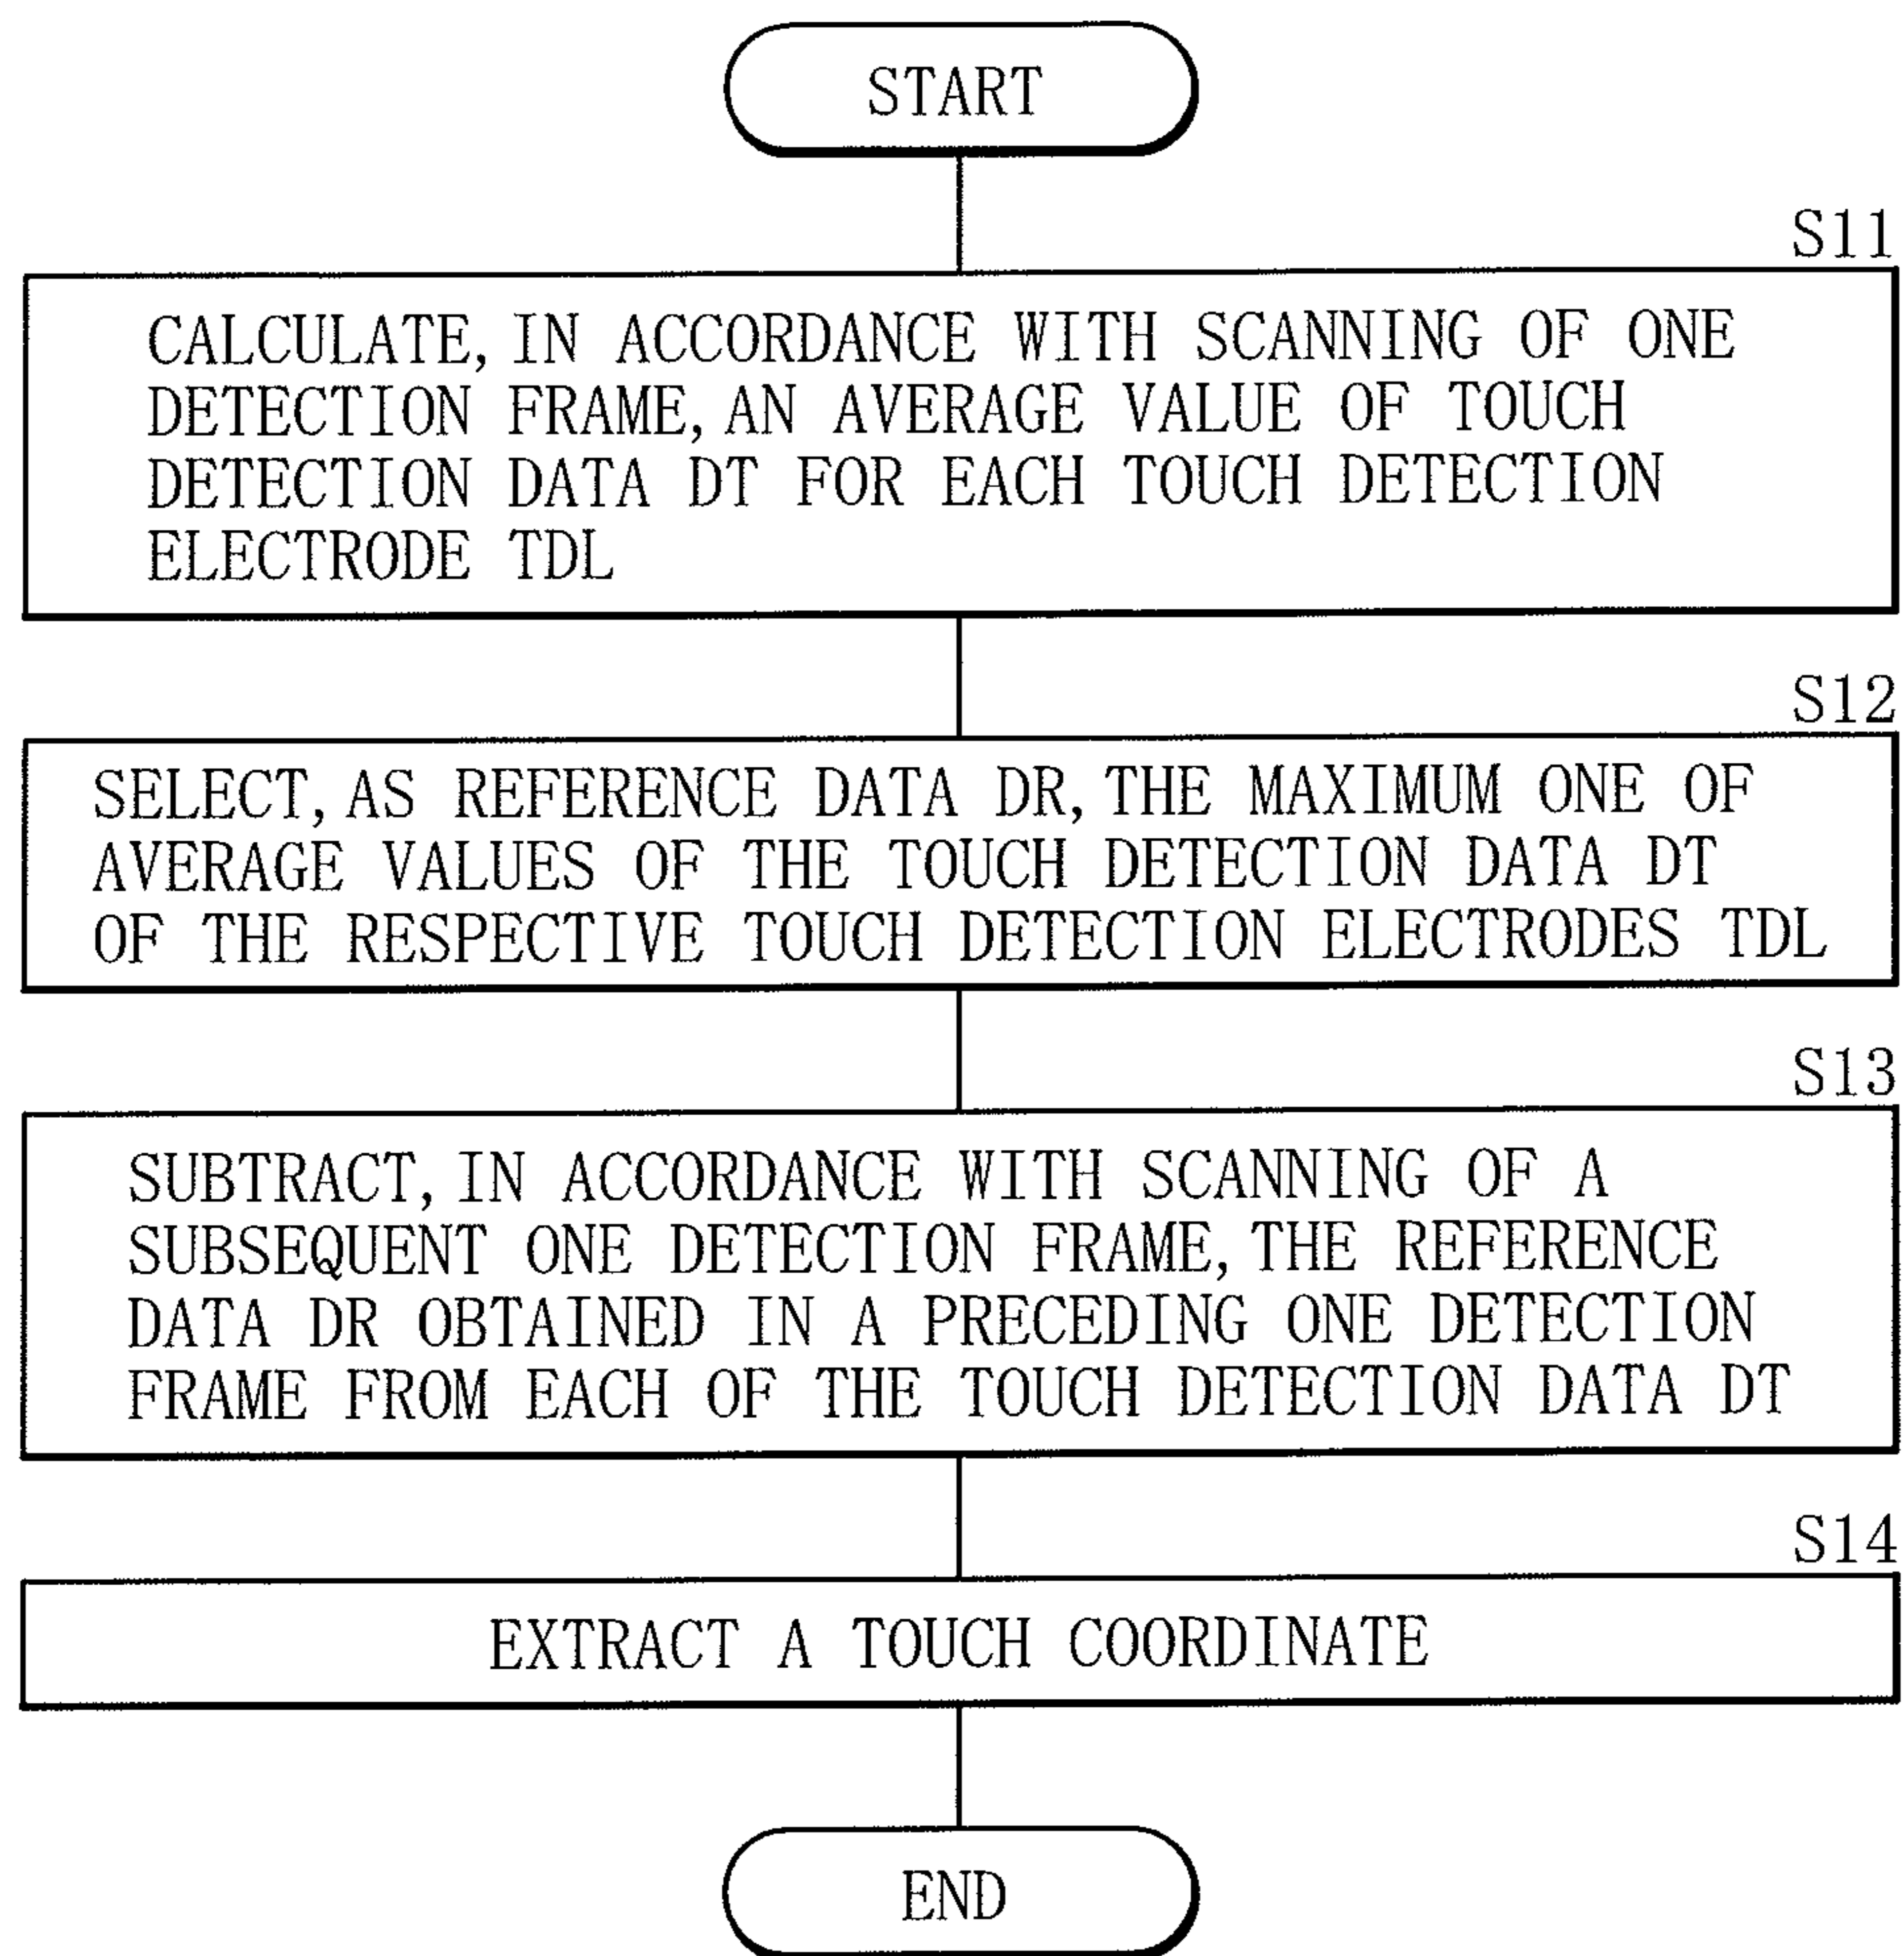 START
S11
CALCULATE, IN ACCORDANCE WITH SCANNING OF ONE
DETECTION FRAME, AN AVERAGE VALUE OF TOUCH
DETECTION DATA DT FOR EACH TOUCH DETECTION
ELECTRODE TDL
S12
SELECT, AS REFERENCE DATA DR, THE MAXIMUM ONE OF
AVERAGE VALUES OF THE TOUCH DETECTION DATA DT
OF THE RESPECTIVE TOUCH DETECTION ELECTRODES TDL
S13
SUBTRACT, IN ACCORDANCE WITH SCANNING OF A
SUBSEQUENT ONE DETECTION FRAME, THE REFERENCE
DATA DR OBTAINED IN A PRECEDING ONE DETECTION
FRAME FROM EACH OF THE TOUCH DETECTION DATA DT
S14
EXTRACT A TOUCH COORDINATE
END